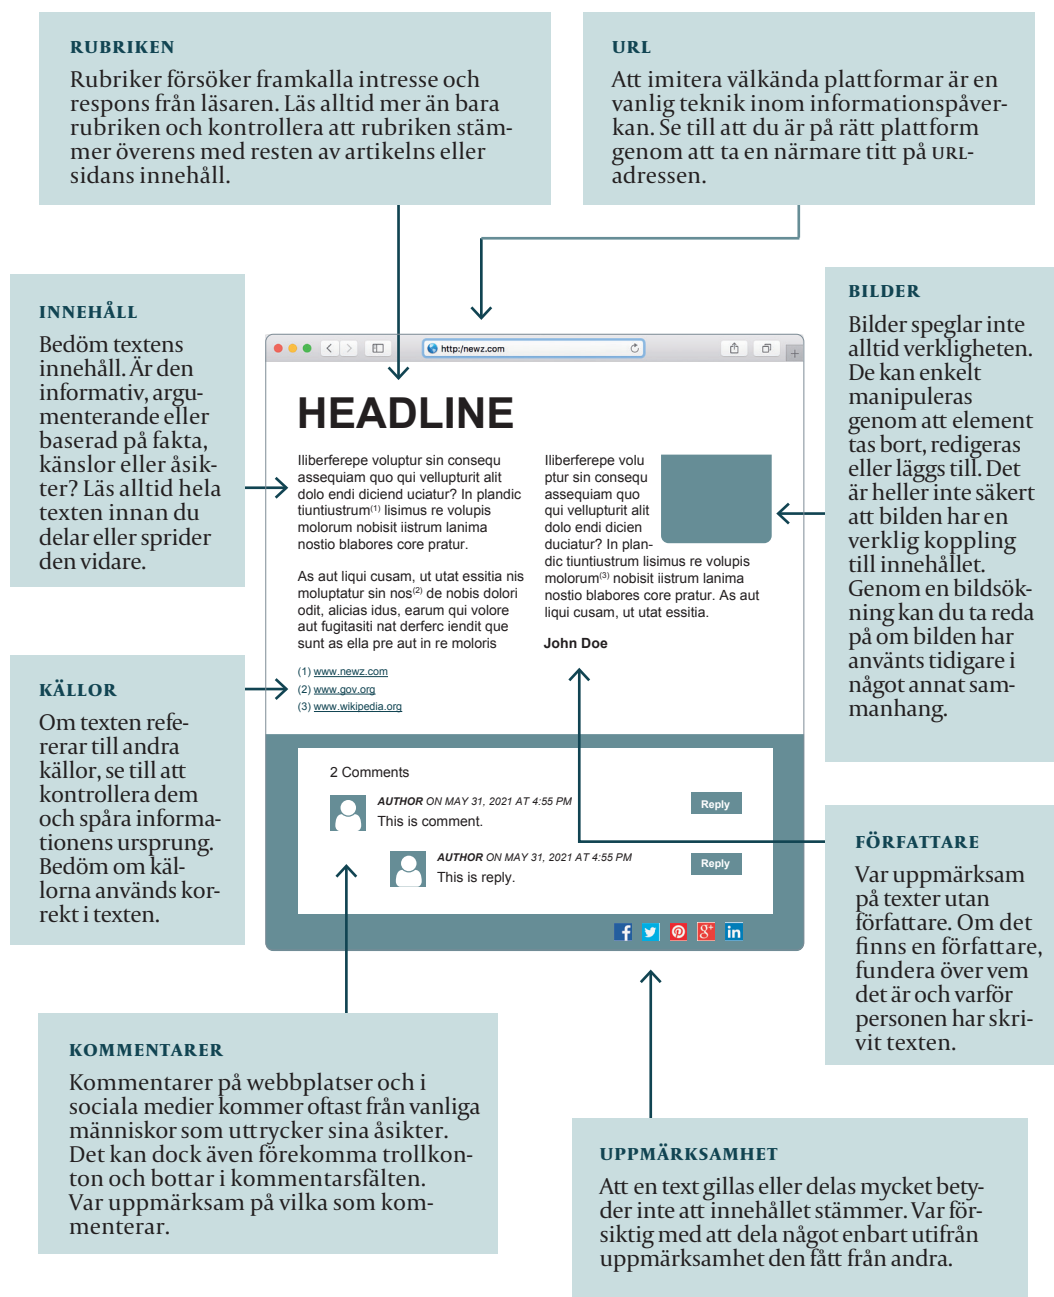 RUBRIKEN
Rubriker försöker framkalla intresse och
respons från läsaren. Läs alltid mer än bara
rubriken och kontrollera att rubriken stäm-
mer överens med resten av artikelns eller
sidans innehåll.
URL
Att imitera välkända plattformar är en
vanlig teknik inom informationspåver-
kan. Se till att du är på rätt plattform
genom att ta en närmare titt på URL-
adressen.
INNEHÅLL
Bedöm textens
innehåll. Är den
informativ, argu-
menterande eller
baserad på fakta,
känslor eller åsik-
ter? Läs alltid hela
texten innan du
delar eller sprider
den vidare.
BILDER
Bilder speglar inte
alltid verkligheten.
De kan enkelt
manipuleras
genom att element
tas bort, redigeras
eller läggs till. Det
är heller inte säkert
att bilden har en
verklig koppling
till innehållet.
Genom en bildsök-
ning kan du ta reda
på om bilden har
använts tidigare i
något annat sam-
manhang.
http:/newz.com
HEADLINE
Iliberferepe voluptur sin consequ
assequiam quo qui vellupturit alit
dolo endi diciend uciatur? In plandic
tiuntiustrum(1) lisimus re volupis
molorum nobisit iistrum lanima
nostio blabores core pratur.
As aut liqui cusam, ut utat essitia nis
moluptatur sin nos(2) de nobis dolori
odit, alicias idus, earum qui volore
aut fugitasiti nat derferc iendit que
sunt as ella pre aut in re moloris
Iliberferepe volu
ptur sin consequ
assequiam quo
qui vellupturit alit
dolo endi dicien
duciatur? In plan-
dic tiuntiustrum lisimus re volupis
molorum(3) nobisit iistrum lanima
nostio blabores core pratur. As aut
liqui cusam, ut utat essitia.
John Doe
(1) www.newz.com
(2) www.gov.org
(3) www.wikipedia.org
KÄLLOR
Om texten refe-
rerar till andra
källor, se till att
kontrollera dem
och spåra informa-
tionens ursprung.
Bedöm om käl-
lorna används kor-
rekt i texten.
2 Comments
AUTHOR ON MAY 31, 2021 AT 4:55 PM
This is comment.
Reply
AUTHOR ON MAY 31, 2021 AT 4:55 PM
This is reply.
Reply
FÖRFATTARE
Var uppmärksam
på texter utan
författare. Om det
finns en författare,
fundera över vem
det är och varför
personen har skri-
vit texten.
KOMMENTARER
Kommentarer på webbplatser och i
sociala medier kommer oftast från vanliga
människor som uttrycker sina åsikter.
Det kan dock även förekomma trollkon-
ton och bottar i kommentarsfälten.
Var uppmärksam på vilka som kom-
menterar.
UPPMÄRKSAMHET
Att en text gillas eller delas mycket bety-
der inte att innehållet stämmer. Var för-
siktig med att dela något enbart utifrån
uppmärksamhet den fått från andra.